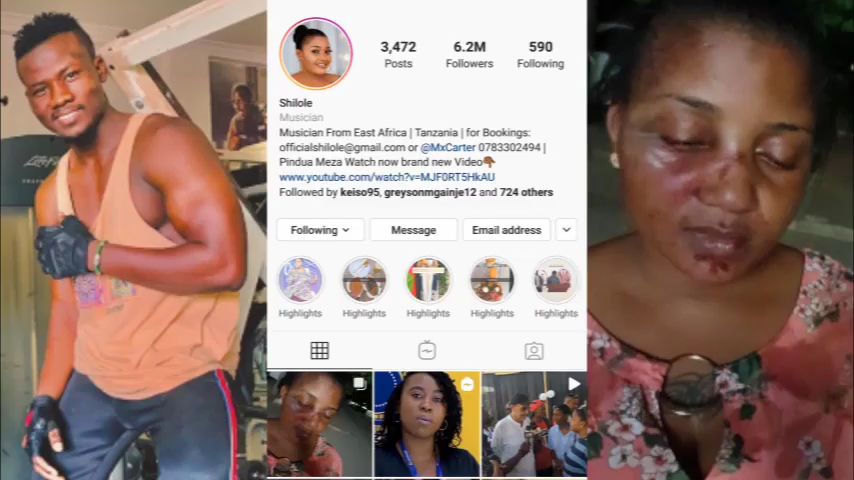 3,472
6.2M
590
Posts
Followers
Following
Shilole
Musician
Musician From East Africa | Tanzania | for Bookings:
officialshilole@gmail.com or @MxCarter 0783302494 |
Pindua Meza Watch now brand new Video👇🏾
www.youtube.com/watch?v=MJF0RT5HkAU
Followed by keiso95, greysonmgainje12 and 724 others
Following
Message
Email address
Highlights
Highlights
Highlights
Highlights
Highlights